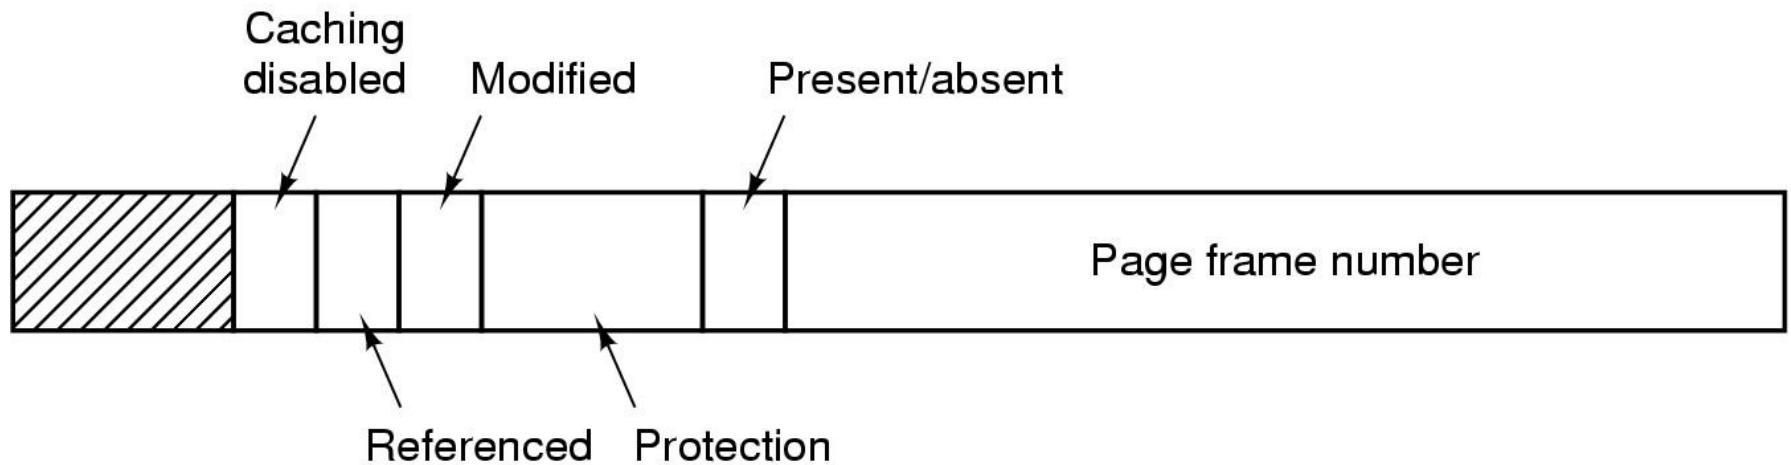 Caching
disabled
Modified
Present/absent
Page frame number
Referenced
Protection